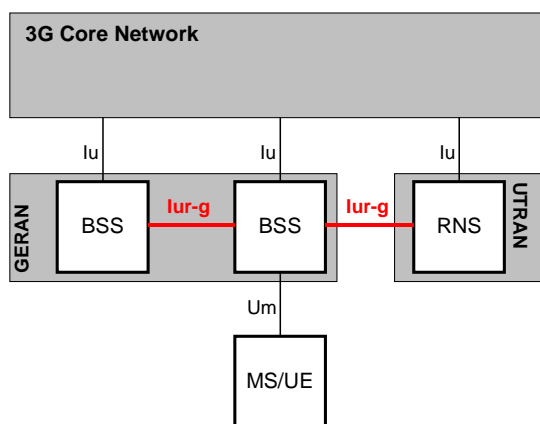 3G Core Network
Iu Iu Iu
Iur-g Iur-g
BSS BSS RNS
GERAN
UTRAN
Um
MS/UE